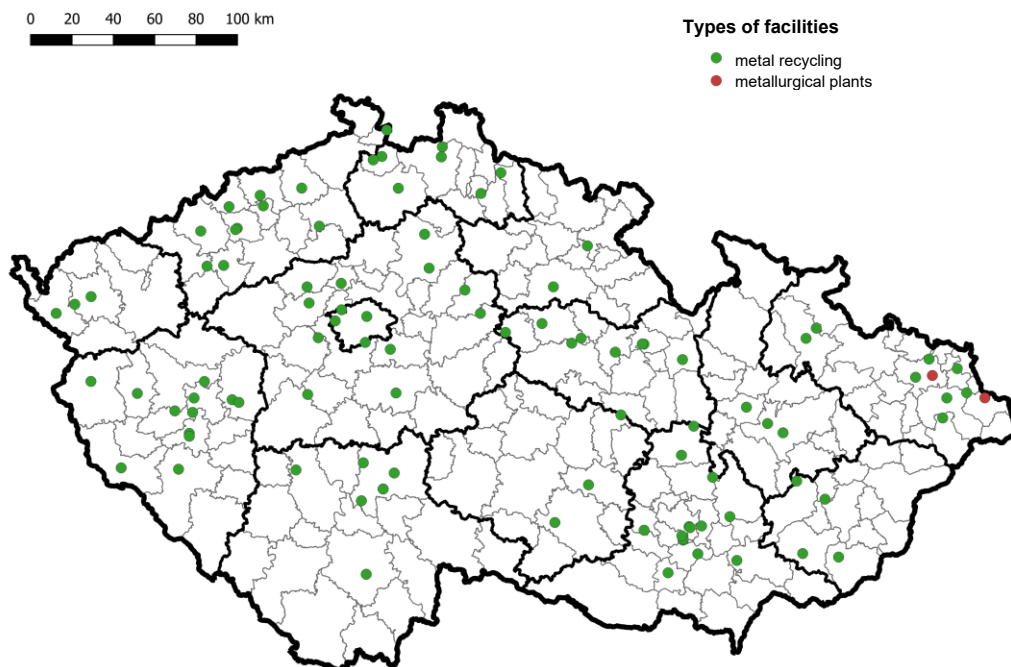 0 20 40 60 80 100 km
Types of facilities
metal recycling
metallurgical plants